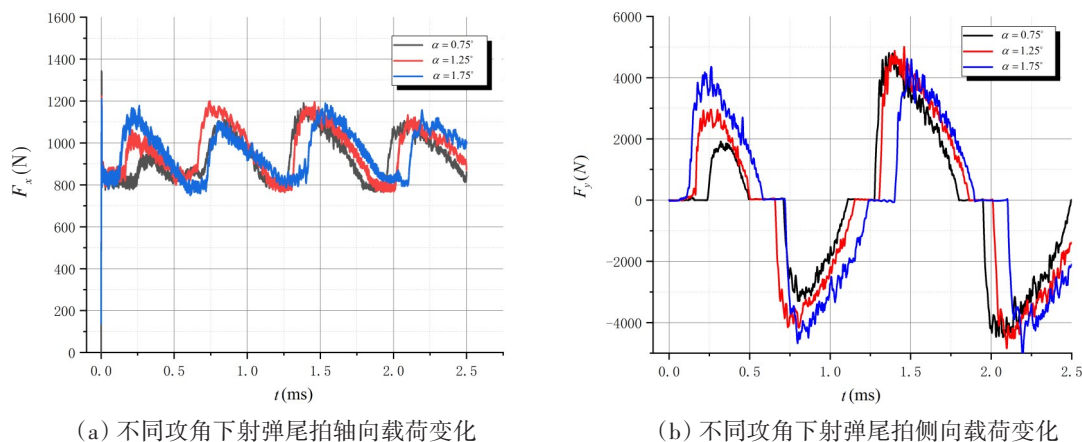 1600
1400
1200
1000
800
600
400
200
0
F_x (N)
0.0 0.5 1.0 1.5 2.0 2.5
t (ms)
α = 0.75°
α = 1.25°
α = 1.75°
(a) 不同攻角下射弹尾拍轴向载荷变化
6000
4000
2000
0
−2000
−4000
F_y (N)
0.0 0.5 1.0 1.5 2.0 2.5
t (ms)
α = 0.75°
α = 1.25°
α = 1.75°
(b) 不同攻角下射弹尾拍侧向载荷变化